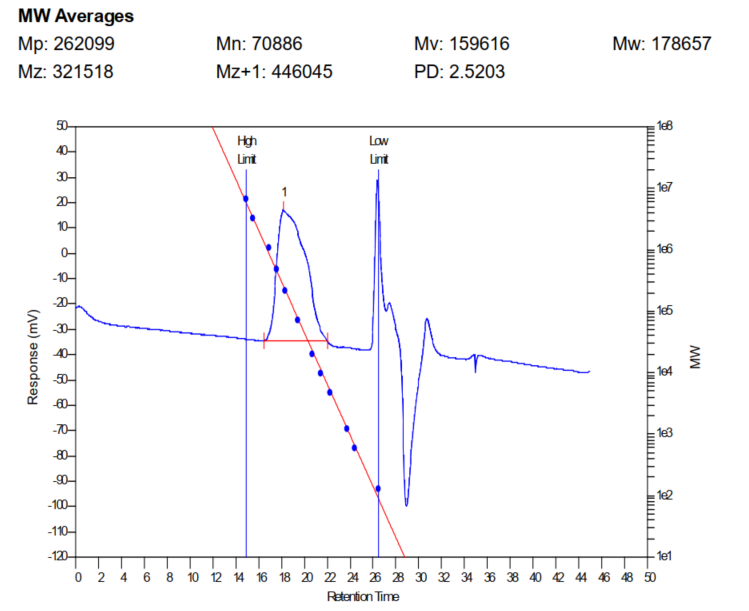 MW Averages
Mp: 262099 Mn: 70886 Mv: 159616 Mw: 178657
Mz: 321518 Mz+1: 446045 PD: 2.5203
50
40
30
20
10
0
-10
-20
-30
-40
-50
-60
-70
-80
-90
-100
-110
-120
Response (mV)
High
Limit
1
Low
Limit
1e8
1e7
1e6
1e5
1e4
1e3
1e2
1e1
MW
0 2 4 6 8 10 12 14 16 18 20 22 24 26 28 30 32 34 36 38 40 42 44 46 48 50
Retention Time